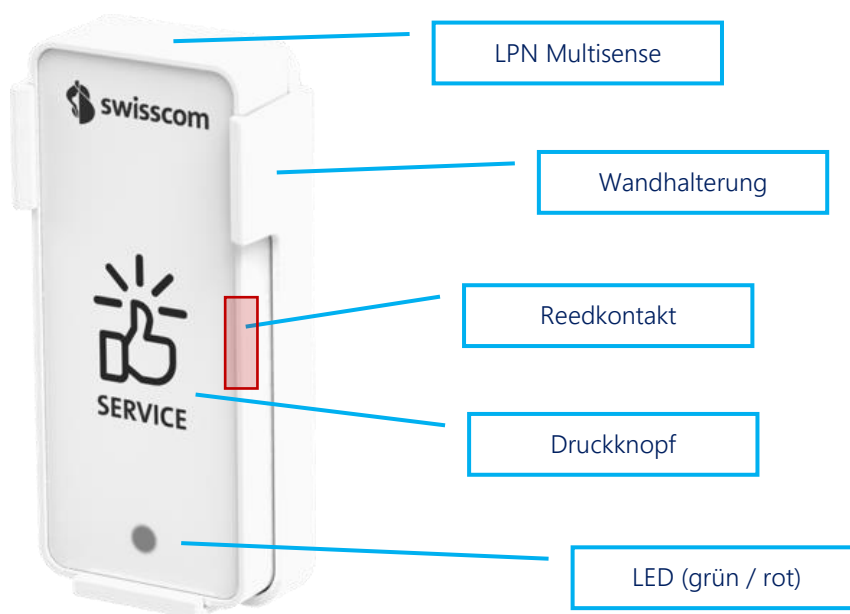 LPN Multisense
swisscom
Wandhalterung
Reedkontakt
SERVICE
Druckknopf
LED (grün / rot)